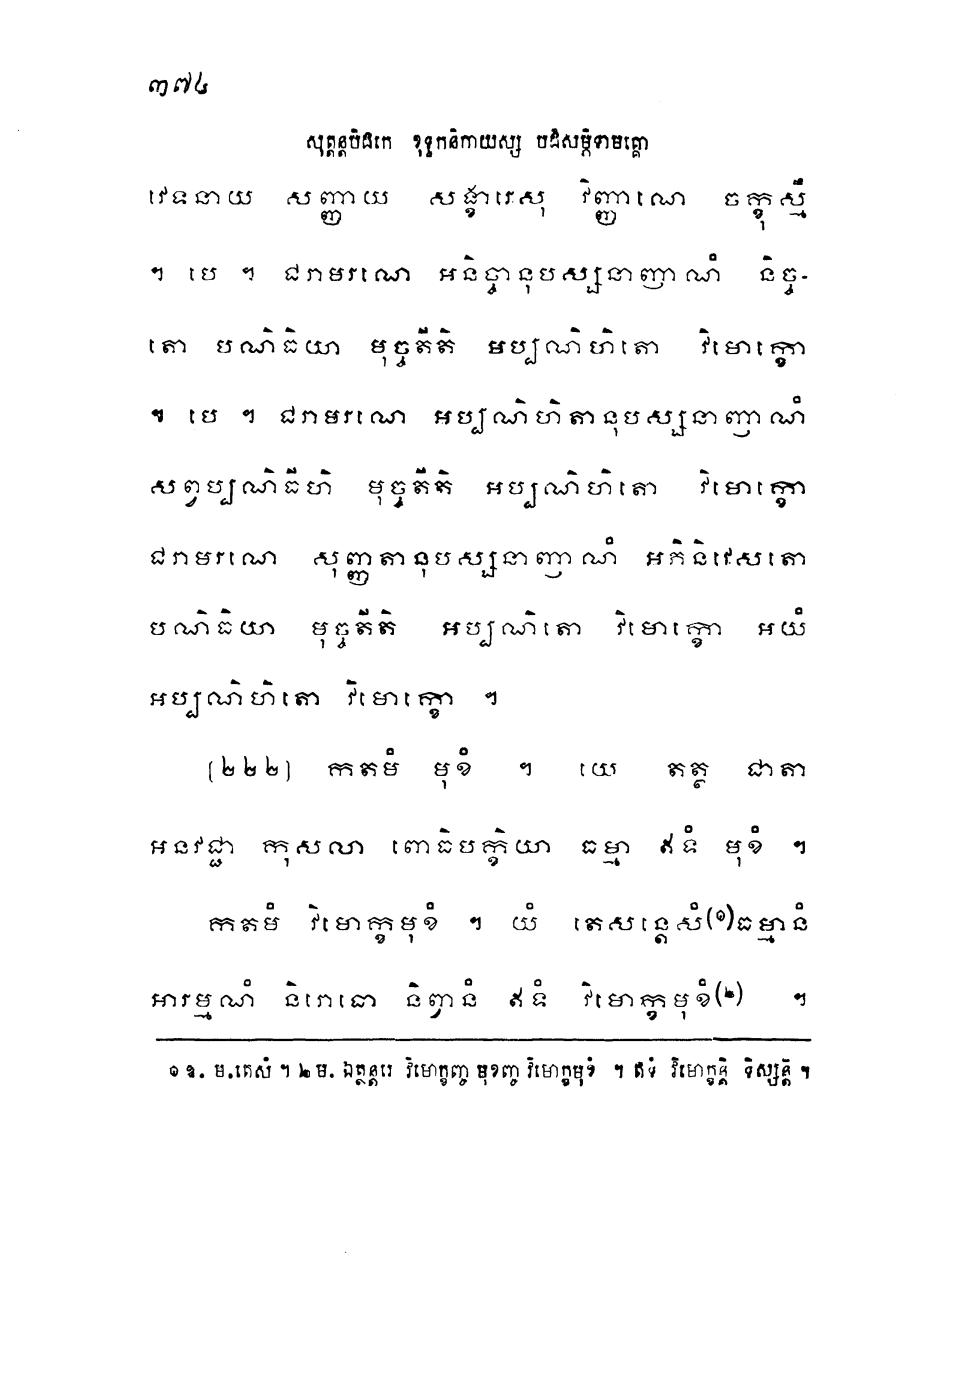 ៣៧៤
សុត្តន្តបិដកេ ខុទ្ទកនិកាយស្ស បដិសម្ភិទាមគ្គោ
វេទនាយ សញ្ញាយ សង្ខារេសុ វិញ្ញាណេ ចក្ខុស្មឹ
។ បេ ។ ជរាមរណេ អនិច្ចានុបស្សនាញាណំ និច្ច-
តោ បណិធិយា មុច្ចតីតិ អប្បណិហិតោ វិមោក្ខោ
។ បេ ។ ជរាមរណេ អប្បណិហិតានុបស្សនាញាណំ
សព្វប្បណិធីហិ មុច្ចតីតិ អប្បណិហិតោ វិមោក្ខោ
ជរាមរណេ សុញ្ញតានុបស្សនាញាណំ អភិនិវេសតោ
បណិធិយា មុច្ចតីតិ អប្បណិតោ វិមោក្ខោ អយំ
អប្បណិហិតោ វិមោក្ខោ ។
(២២២) កតមំ មុខំ ។ យេ តត្ថ ជាតា
អនវជ្ជា កុសលា ពោធិបក្ខិយា ធម្មា ឥទំ មុខំ ។
កតមំ វិមោក្ខមុខំ ។ យំ តេសន្តេសំ(១)ធម្មានំ
អារម្មណំ និរោធោ និព្វានំ ឥទំ វិមោក្ខមុខំ(២) ។
១ ឱ. ម.តេសំ ។ ២ ម. ឯត្ថន្តរេ វិមោក្ខញ្ច មុខញ្ច វិមោក្ខមុខំ ។ ឥទំ វិមោក្ខន្តិ ទិស្សន្តិ ។